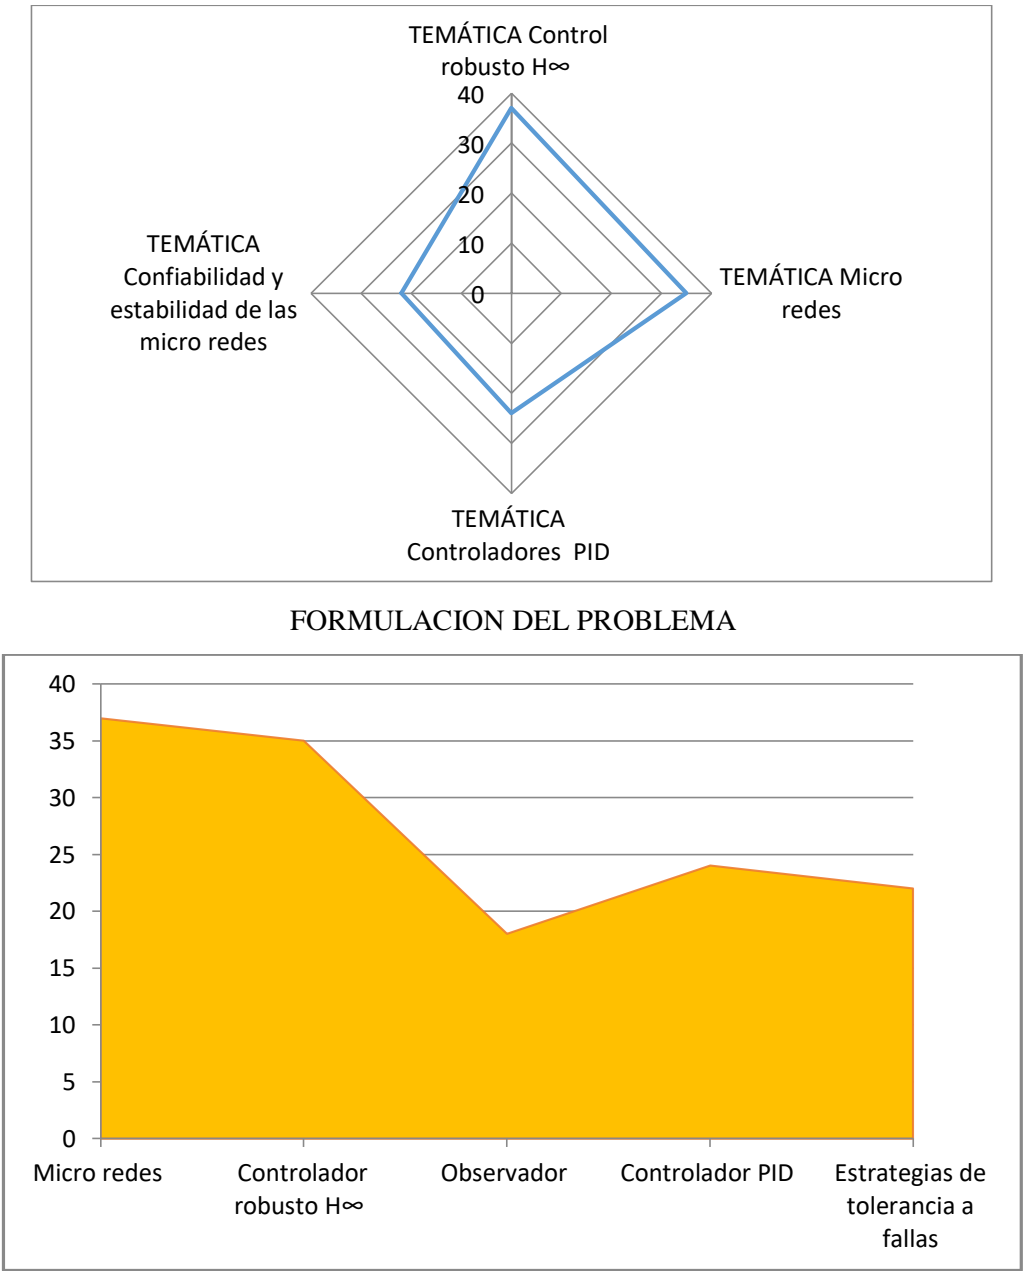 TEMÁTICA Control
robusto H∞
40
30
20
10
0
TEMÁTICA
Confiabilidad y
estabilidad de las
micro redes
TEMÁTICA Micro
redes
TEMÁTICA
Controladores  PID
FORMULACION DEL PROBLEMA
40
35
30
25
20
15
10
5
0
Micro redes
Controlador
robusto H∞
Observador
Controlador PID
Estrategias de
tolerancia a
fallas